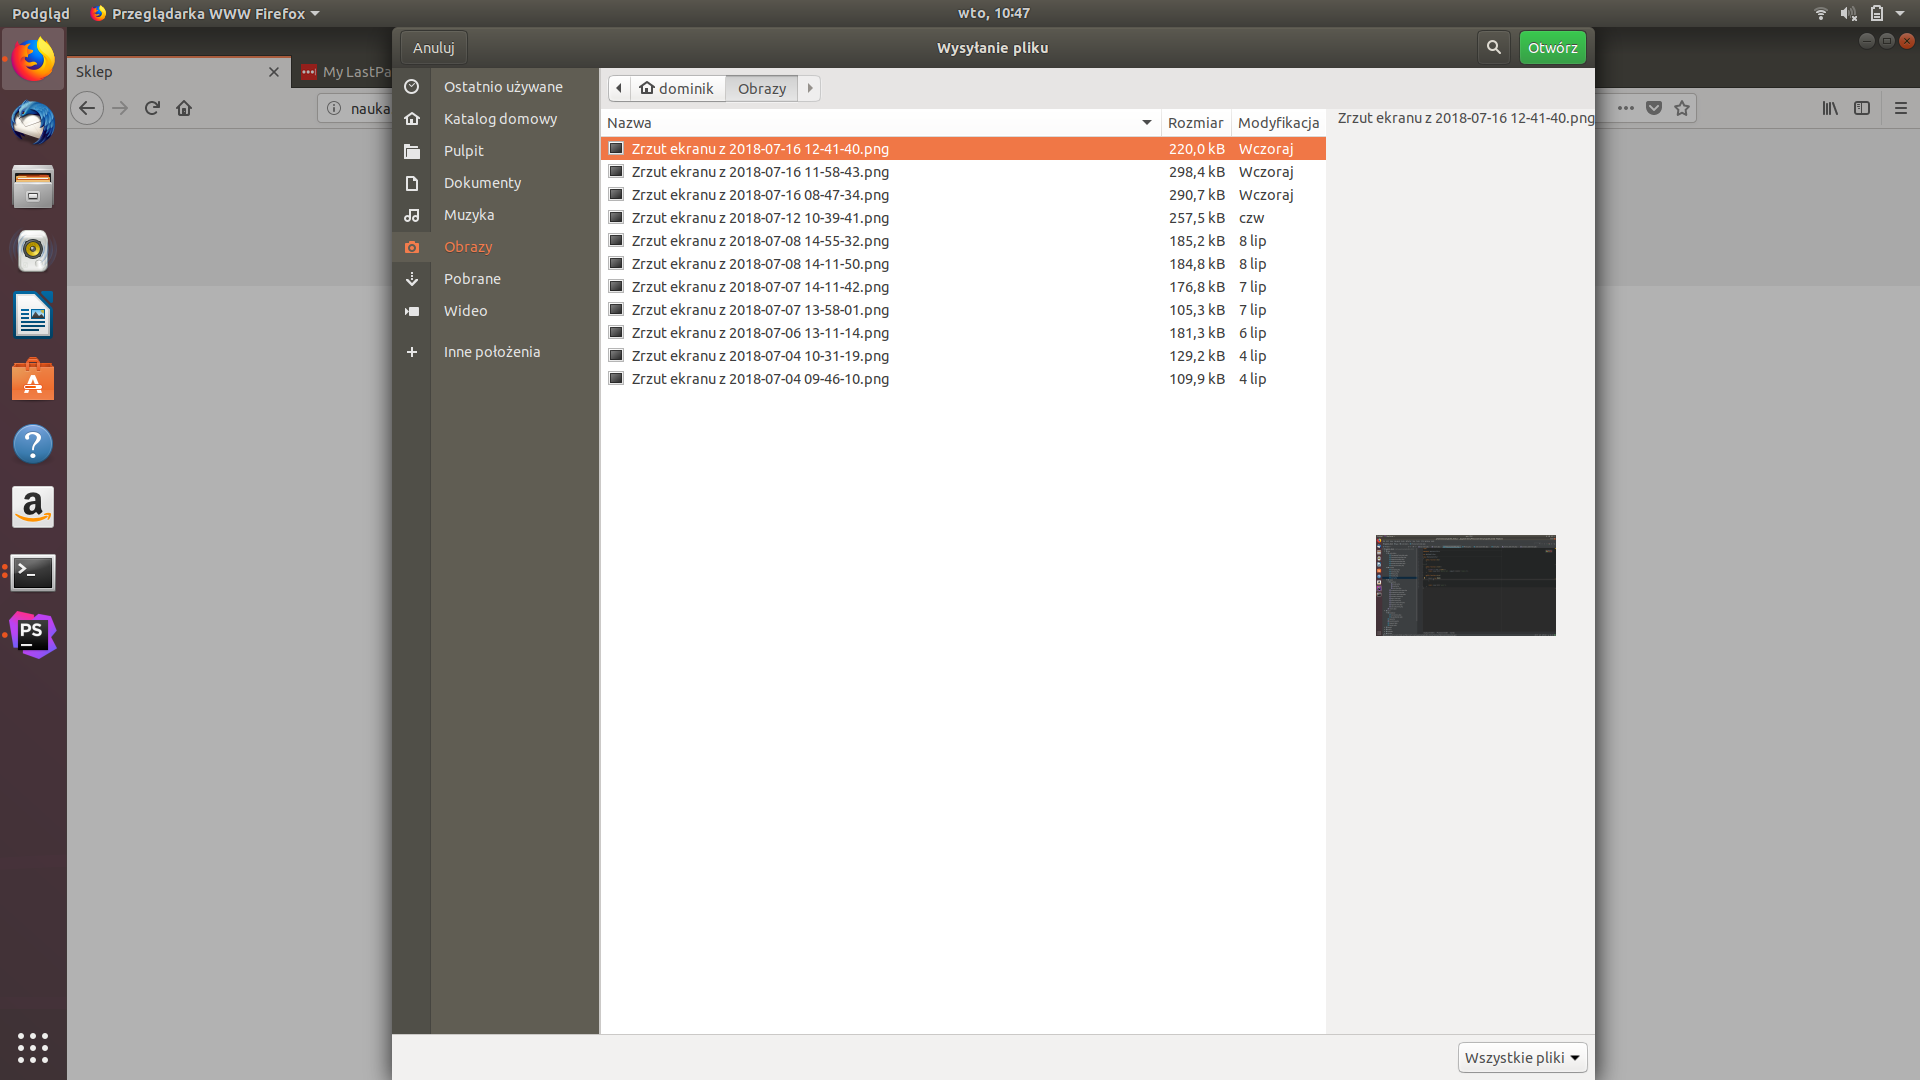 Podgląd Przeglądarka WWW Firefox wto, 10:47
Anuluj Wysyłanie pliku Otwórz
Sklep My LastPa
nauka
Ostatnio używane
Katalog domowy
Pulpit
Dokumenty
Muzyka
Obrazy
Pobrane
Wideo
Inne położenia
dominik Obrazy
Nazwa Rozmiar Modyfikacja
Zrzut ekranu z 2018-07-16 12-41-40.png 220,0 kB Wczoraj
Zrzut ekranu z 2018-07-16 11-58-43.png 298,4 kB Wczoraj
Zrzut ekranu z 2018-07-16 08-47-34.png 290,7 kB Wczoraj
Zrzut ekranu z 2018-07-12 10-39-41.png 257,5 kB czw
Zrzut ekranu z 2018-07-08 14-55-32.png 185,2 kB 8 lip
Zrzut ekranu z 2018-07-08 14-11-50.png 184,8 kB 8 lip
Zrzut ekranu z 2018-07-07 14-11-42.png 176,8 kB 7 lip
Zrzut ekranu z 2018-07-07 13-58-01.png 105,3 kB 7 lip
Zrzut ekranu z 2018-07-06 13-11-14.png 181,3 kB 6 lip
Zrzut ekranu z 2018-07-04 10-31-19.png 129,2 kB 4 lip
Zrzut ekranu z 2018-07-04 09-46-10.png 109,9 kB 4 lip
Zrzut ekranu z 2018-07-16 12-41-40.png
PS
Wszystkie pliki